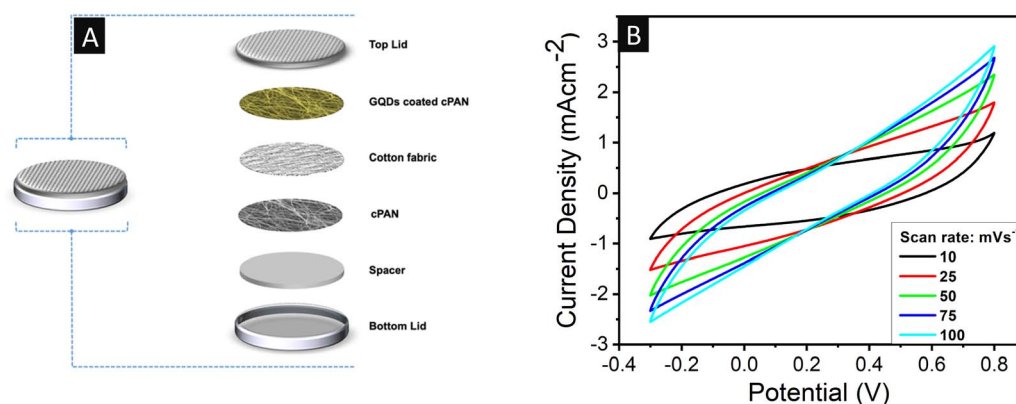 A
Top Lid
GQDs coated cPAN
Cotton fabric
cPAN
Spacer
Bottom Lid
B
Current Density (mAcm-2)
3
2
1
0
-1
-2
-3
-0.4 -0.2 0.0 0.2 0.4 0.6 0.8
Potential (V)
Scan rate: mVs-
10
25
50
75
100